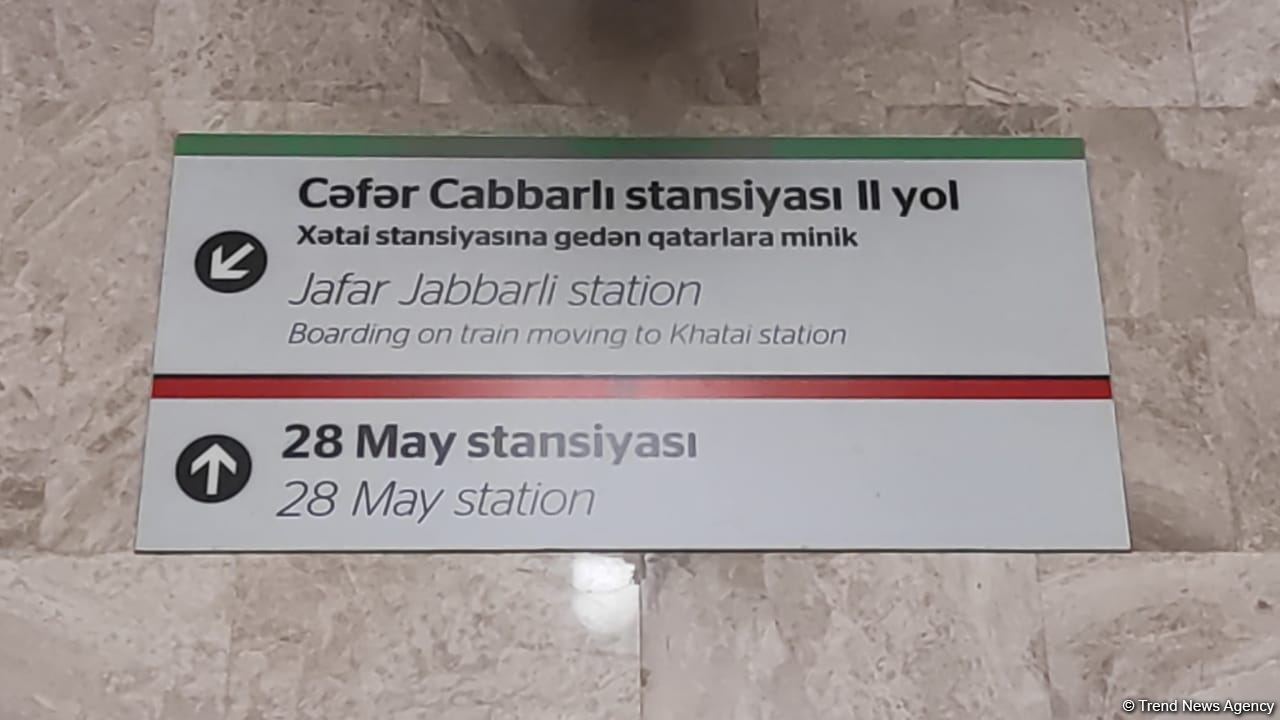 Cəfər Cabbarlı stansiyası II yol
Xətai stansiyasına gedən qatarlara minik
Jafar Jabbarli station
Boarding on train moving to Khatai station
28 May stansiyası
28 May station
© Trend News Agency